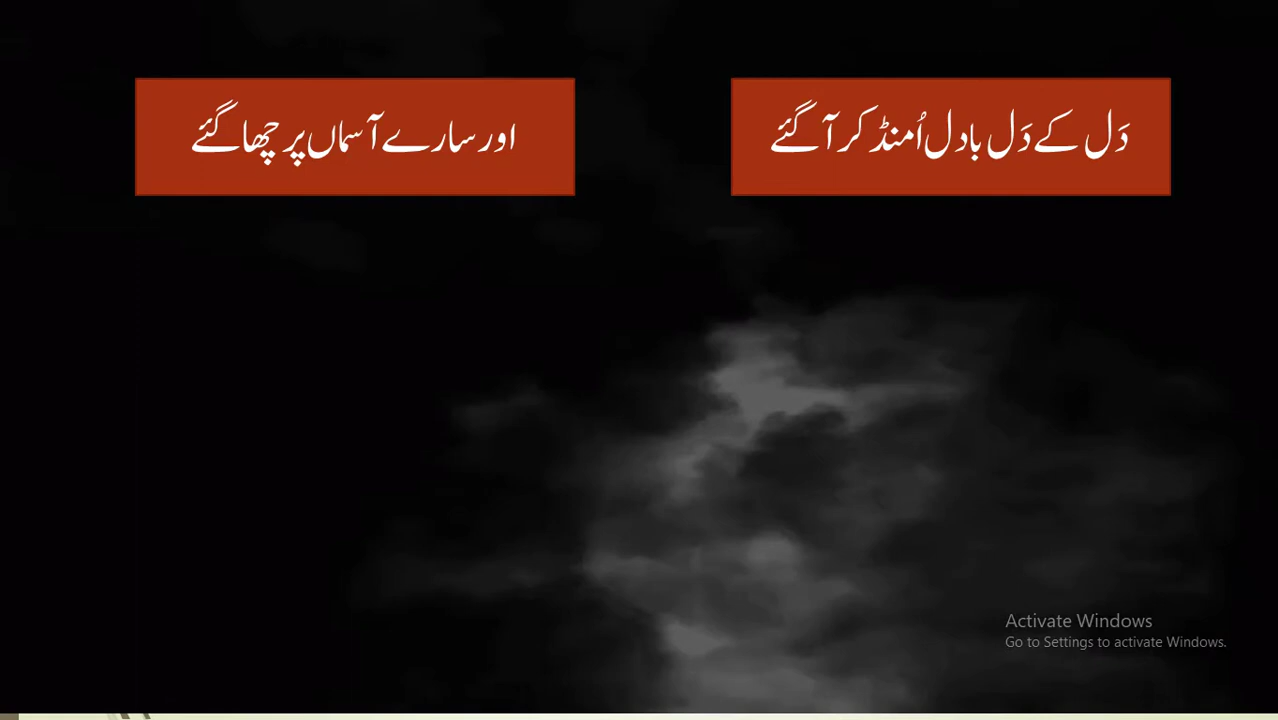 دَل کے دَل بادل اُمنڈ کر آ گئے
اور سارے آسماں پر چھا گئے
Activate Windows
Go to Settings to activate Windows.